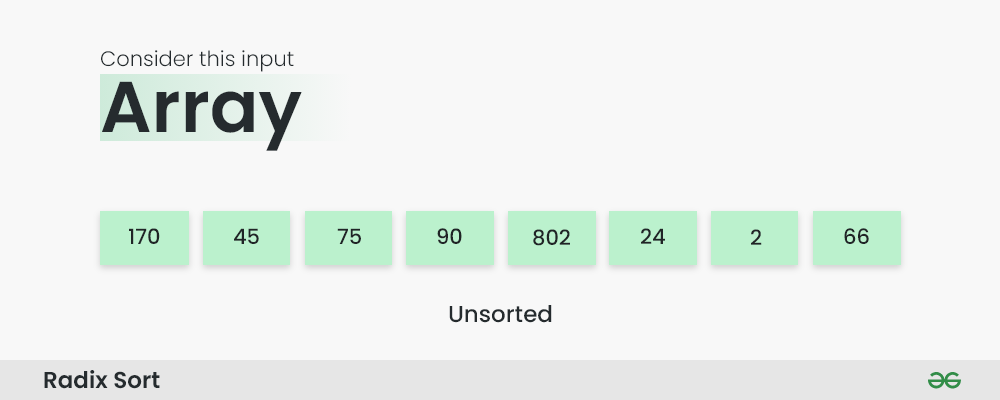 Consider this input
Array
170 45 75 90 802 24 2 66
Unsorted
Radix Sort